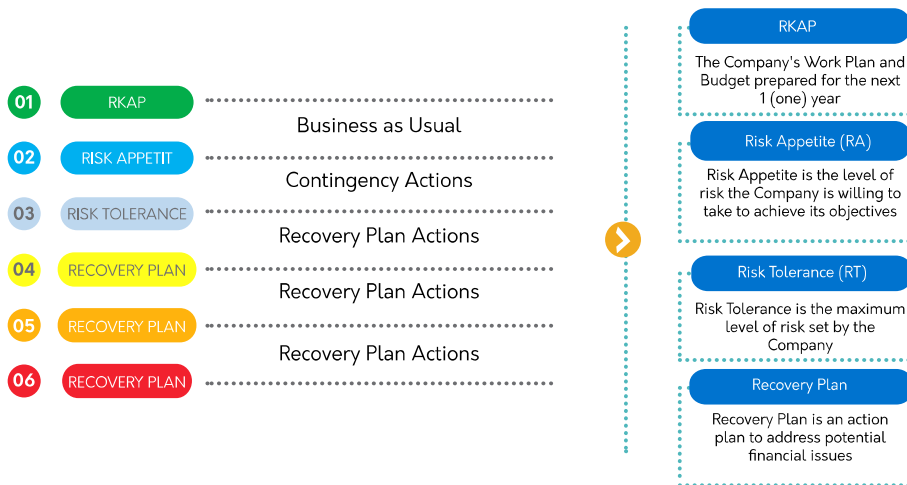 01 RKAP
Business as Usual
02 RISK APPETIT
Contingency Actions
03 RISK TOLERANCE
Recovery Plan Actions
04 RECOVERY PLAN
Recovery Plan Actions
05 RECOVERY PLAN
Recovery Plan Actions
06 RECOVERY PLAN
RKAP
The Company's Work Plan and
Budget prepared for the next
1 (one) year
Risk Appetite (RA)
Risk Appetite is the level of
risk the Company is willing to
take to achieve its objectives
Risk Tolerance (RT)
Risk Tolerance is the maximum
level of risk set by the
Company
Recovery Plan
Recovery Plan is an action
plan to address potential
financial issues